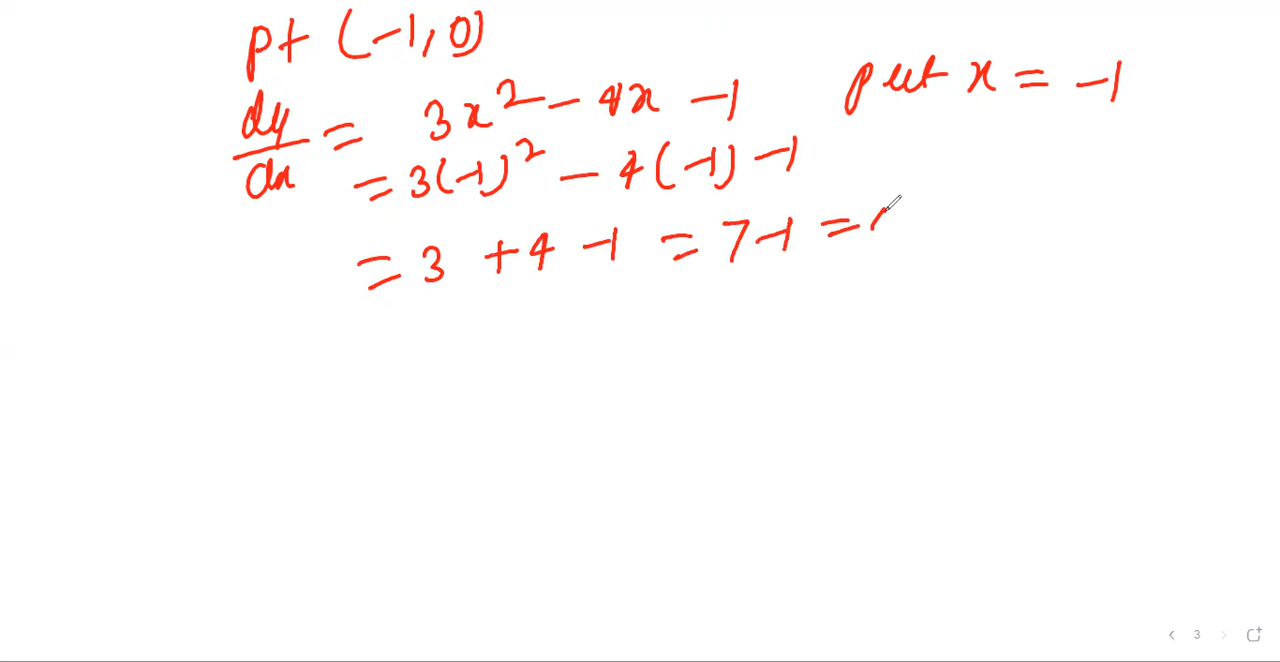 pt (-1, 0)
dy/dx = 3x² - 4x - 1 put x = -1
= 3(-1)² - 4(-1) - 1
= 3 + 4 - 1 = 7 - 1 =
3